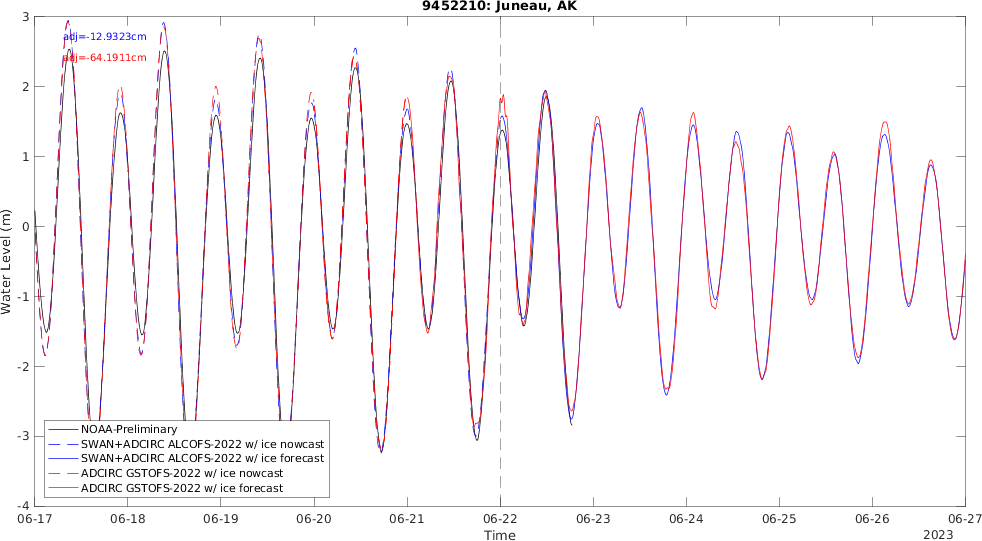 9452210: Juneau, AK
adj=-12.9323cm
adj=-64.1911cm
Water Level (m)
3
2
1
0
-1
-2
-3
-4
NOAA-Preliminary
SWAN+ADCIRC ALCOFS-2022 w/ ice nowcast
SWAN+ADCIRC ALCOFS-2022 w/ ice forecast
ADCIRC GSTOFS-2022 w/ ice nowcast
ADCIRC GSTOFS-2022 w/ ice forecast
06-17 06-18 06-19 06-20 06-21 06-22 06-23 06-24 06-25 06-26 06-27
Time
2023